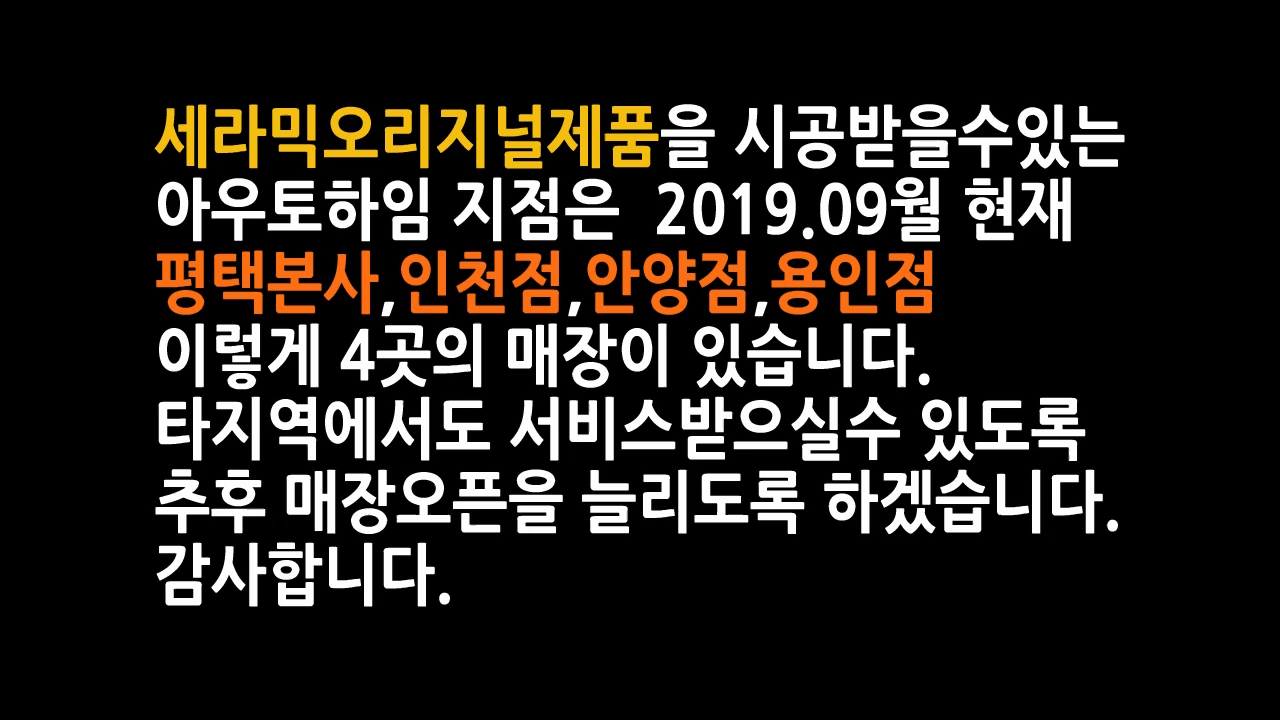 세라믹오리지널제품을 시공받을수있는
아우토하임 지점은  2019.09월 현재
평택본사,인천점,안양점,용인점
이렇게 4곳의 매장이 있습니다.
타지역에서도 서비스받으실수 있도록
추후 매장오픈을 늘리도록 하겠습니다.
감사합니다.